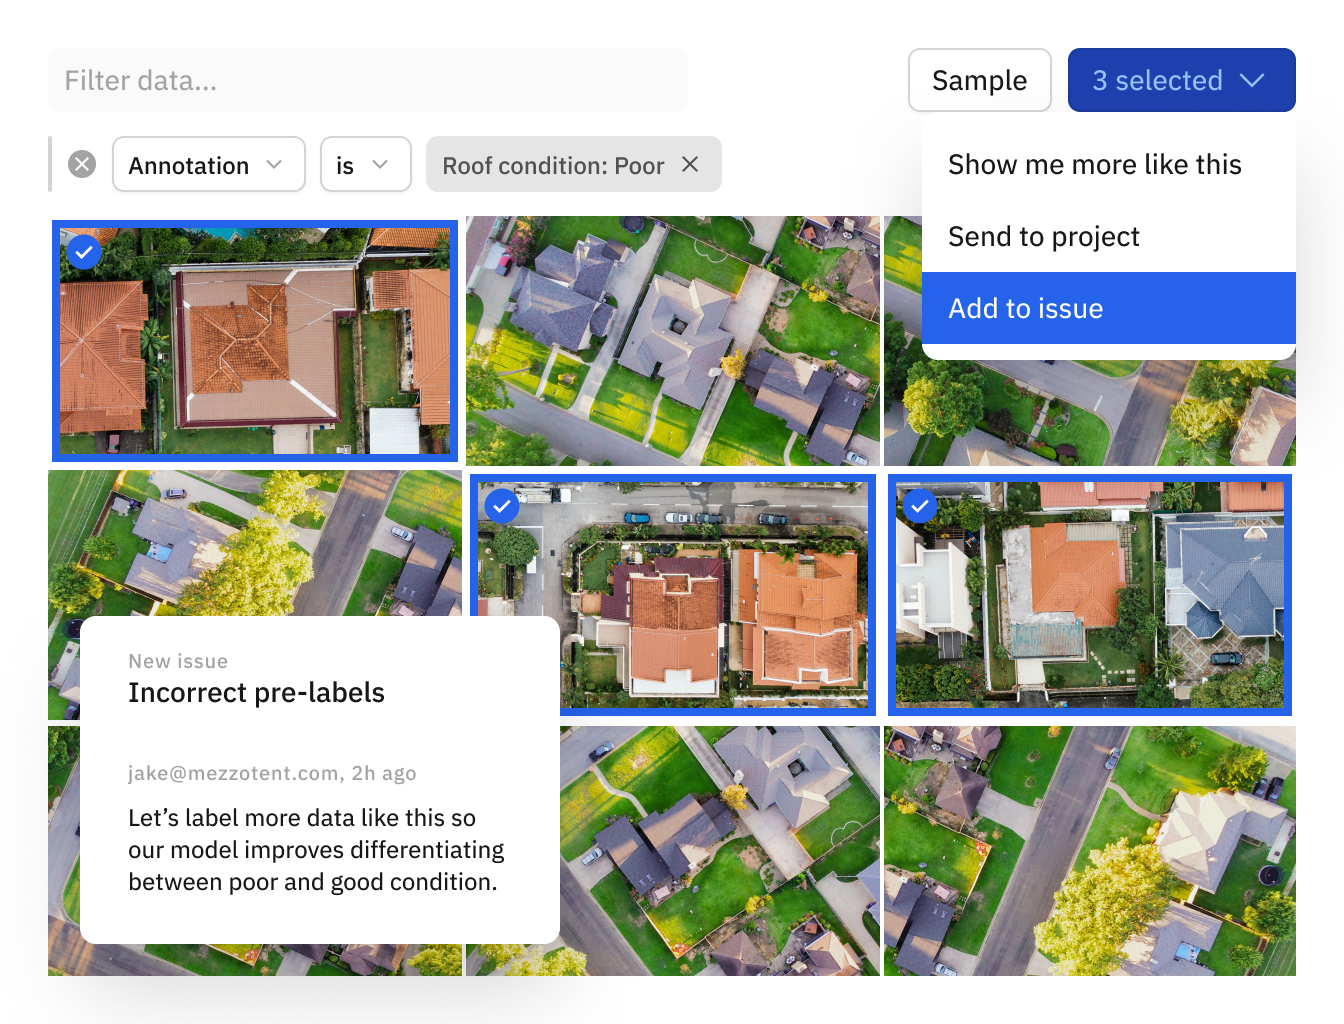 Filter data...
Sample
3 selected
Annotation
is
Roof condition: Poor
Show me more like this
Send to project
Add to issue
New issue
Incorrect pre-labels
jake@mezzotent.com, 2h ago
Let’s label more data like this so
our model improves differentiating
between poor and good condition.